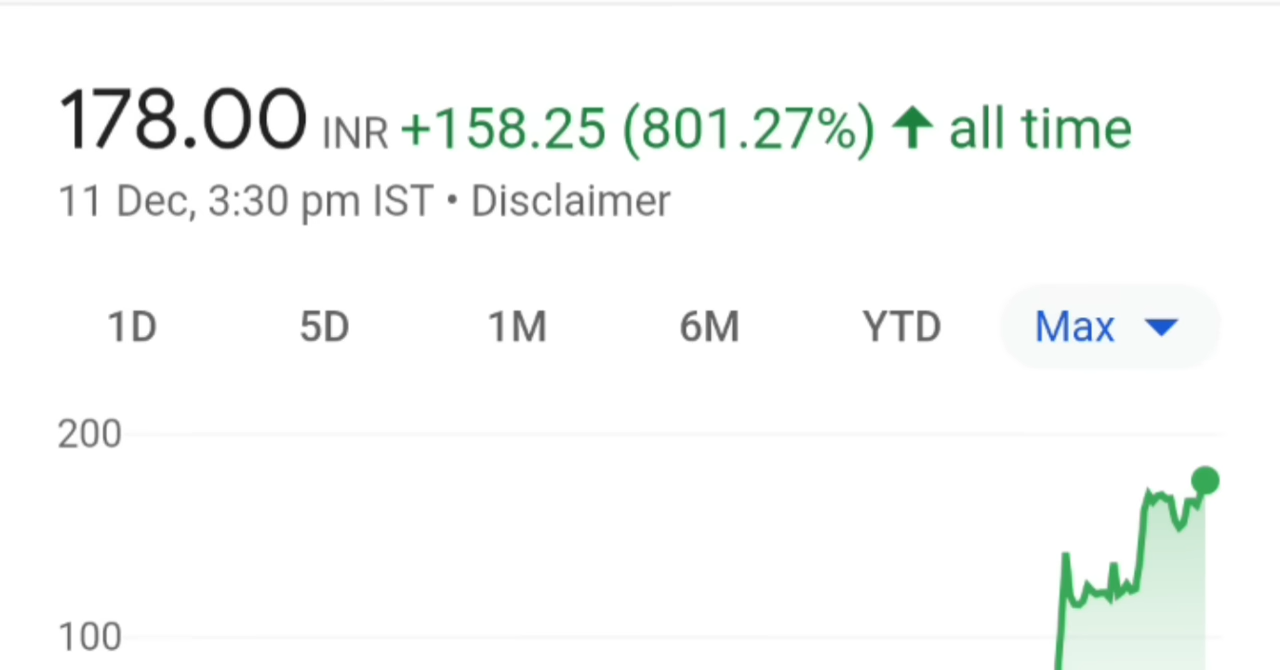 178.00 INR +158.25 (801.27%) ↑ all time
11 Dec, 3:30 pm IST • Disclaimer
1D 5D 1M 6M YTD Max
200
100